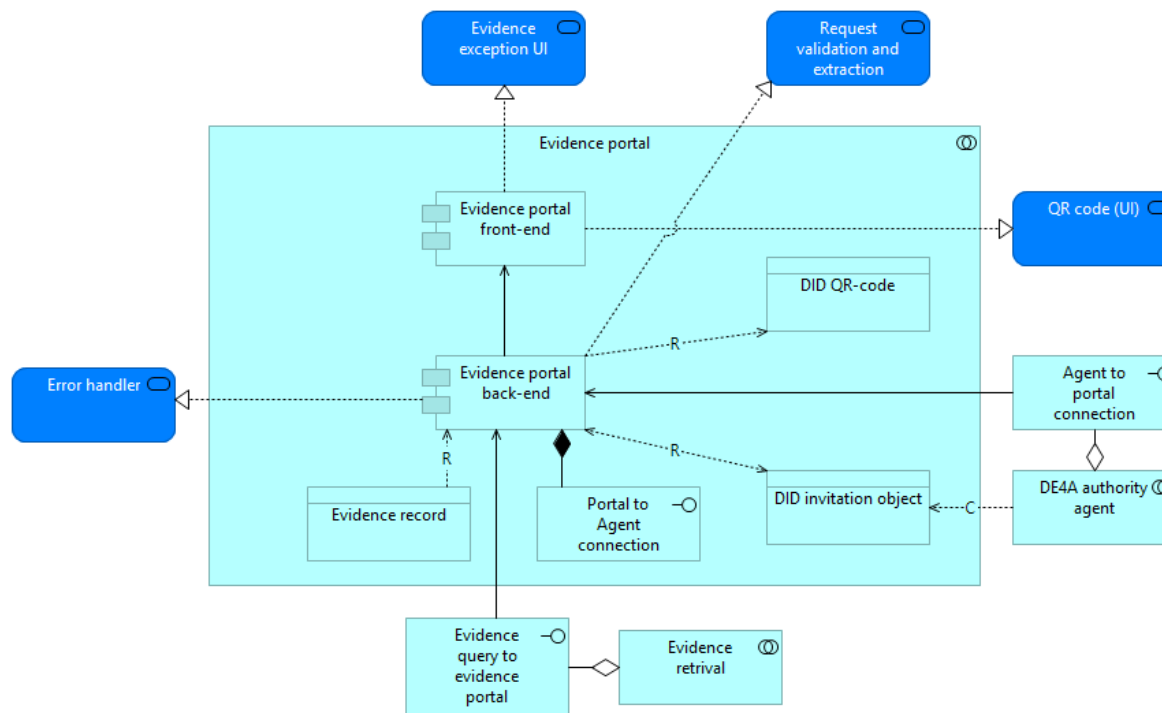 Evidence
exception UI
Request
validation and
extraction
Evidence portal
Evidence portal
front-end
QR code (UI)
DID QR-code
R
Error handler
Evidence portal
back-end
Agent to
portal
connection
R
R
Evidence record
Portal to
Agent
connection
DID invitation object
C
DE4A authority
agent
Evidence
query to
evidence
portal
Evidence
retrival